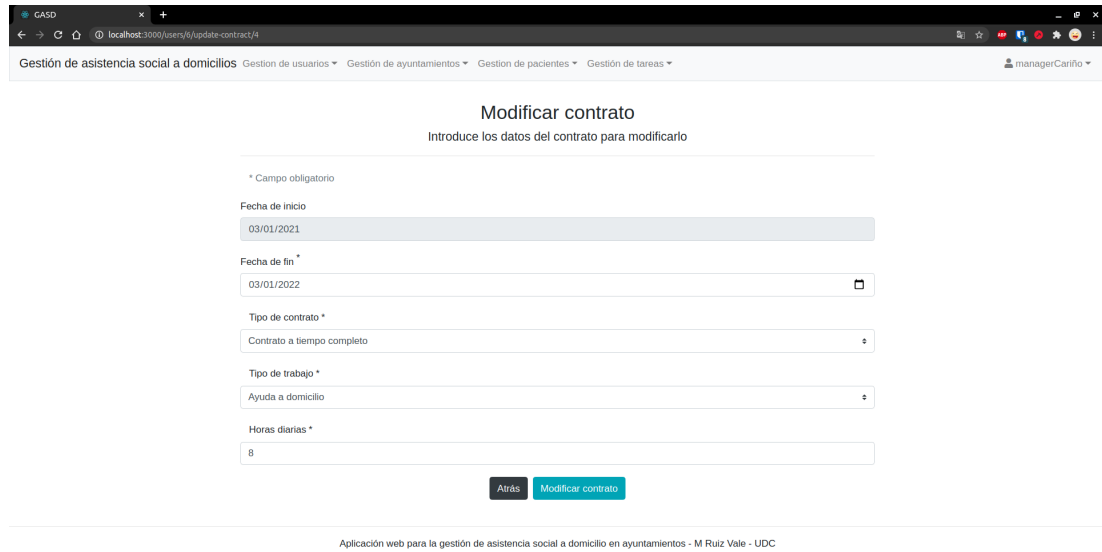 GASD
localhost:3000/users/6/update-contract/4
Gestión de asistencia social a domicilios Gestion de usuarios Gestión de ayuntamientos Gestion de pacientes Gestión de tareas managerCariño
Modificar contrato
Introduce los datos del contrato para modificarlo
* Campo obligatorio
Fecha de inicio
03/01/2021
Fecha de fin *
03/01/2022
Tipo de contrato *
Contrato a tiempo completo
Tipo de trabajo *
Ayuda a domicilio
Horas diarias *
8
Atrás Modificar contrato
Aplicación web para la gestión de asistencia social a domicilio en ayuntamientos - M Ruiz Vale - UDC